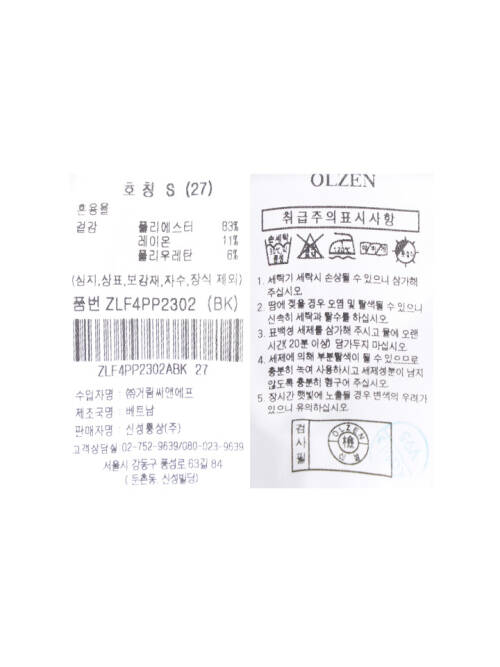 호칭 S (27)
혼용율
겉감 폴리에스터 83%
레이온 11%
폴리우레탄 6%
(심지,상표,보강재,자수,장식 제외)
품번 ZLF4PP2302 (BK)
ZLF4PP2302ABK 27
수입자명 : ㈜거림씨앤에프
제조국명 : 베트남
판매자명 : 신성통상(주)
고객상담실 02-752-9639/080-023-9639
서울시 강동구 풍성로 63길 84
( 둔촌동, 신성빌딩)
OLZEN
취급주의표시사항
1. 세탁기 세탁시 손상될 수 있으니 삼가해
주십시오.
2. 땀에 젖을 경우 오염 및 탈색될 수 있으니
신속히 세탁과 탈수를 하십시오.
3. 표백성 세제를 삼가해 주시고 물에 오랜
시간(20분 이상) 담가두지 마십시오.
4. 세제에 의해 부분탈색이 될 수 있으므로
충분히 녹여 사용하시고 세제성분이 남지
않도록 충분히 헹구어 주십시오.
5. 장시간 햇빛에 노출될 경우 변색의 우려가
있으니 유의하십시오.
검사필
OLZEN
檢